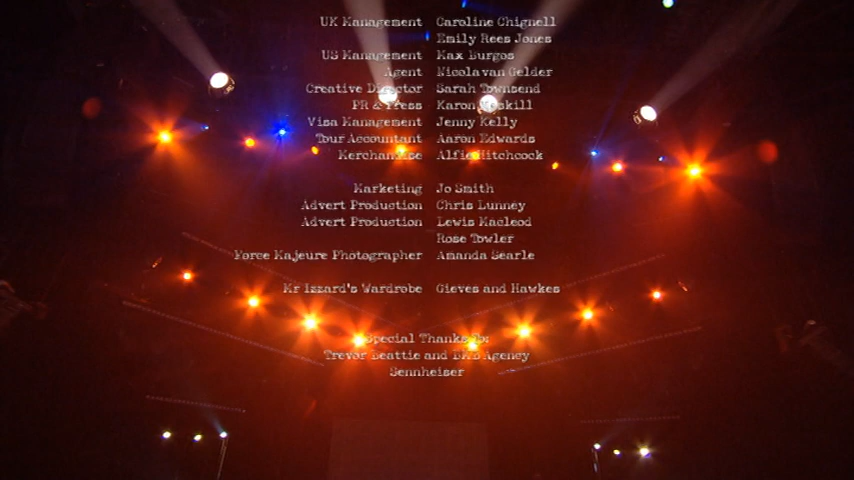 UK Management Caroline Chignell
Emily Rees Jones
US Management Max Burgos
Agent Nicola van Gelder
Creative Director Sarah Townsend
PR & Press Karon Maskill
Visa Management Jenny Kelly
Tour Accountant Aaron Edwards
Merchandise Alfie Hitchcock
Marketing Jo Smith
Advert Production Chris Lunney
Advert Production Lewis Macleod
Rose Towler
Force Majeure Photographer Amanda Searle
Mr Izzard's Wardrobe Gieves and Hawkes
Special Thanks to:
Trevor Beattie and Agency
Sennheiser